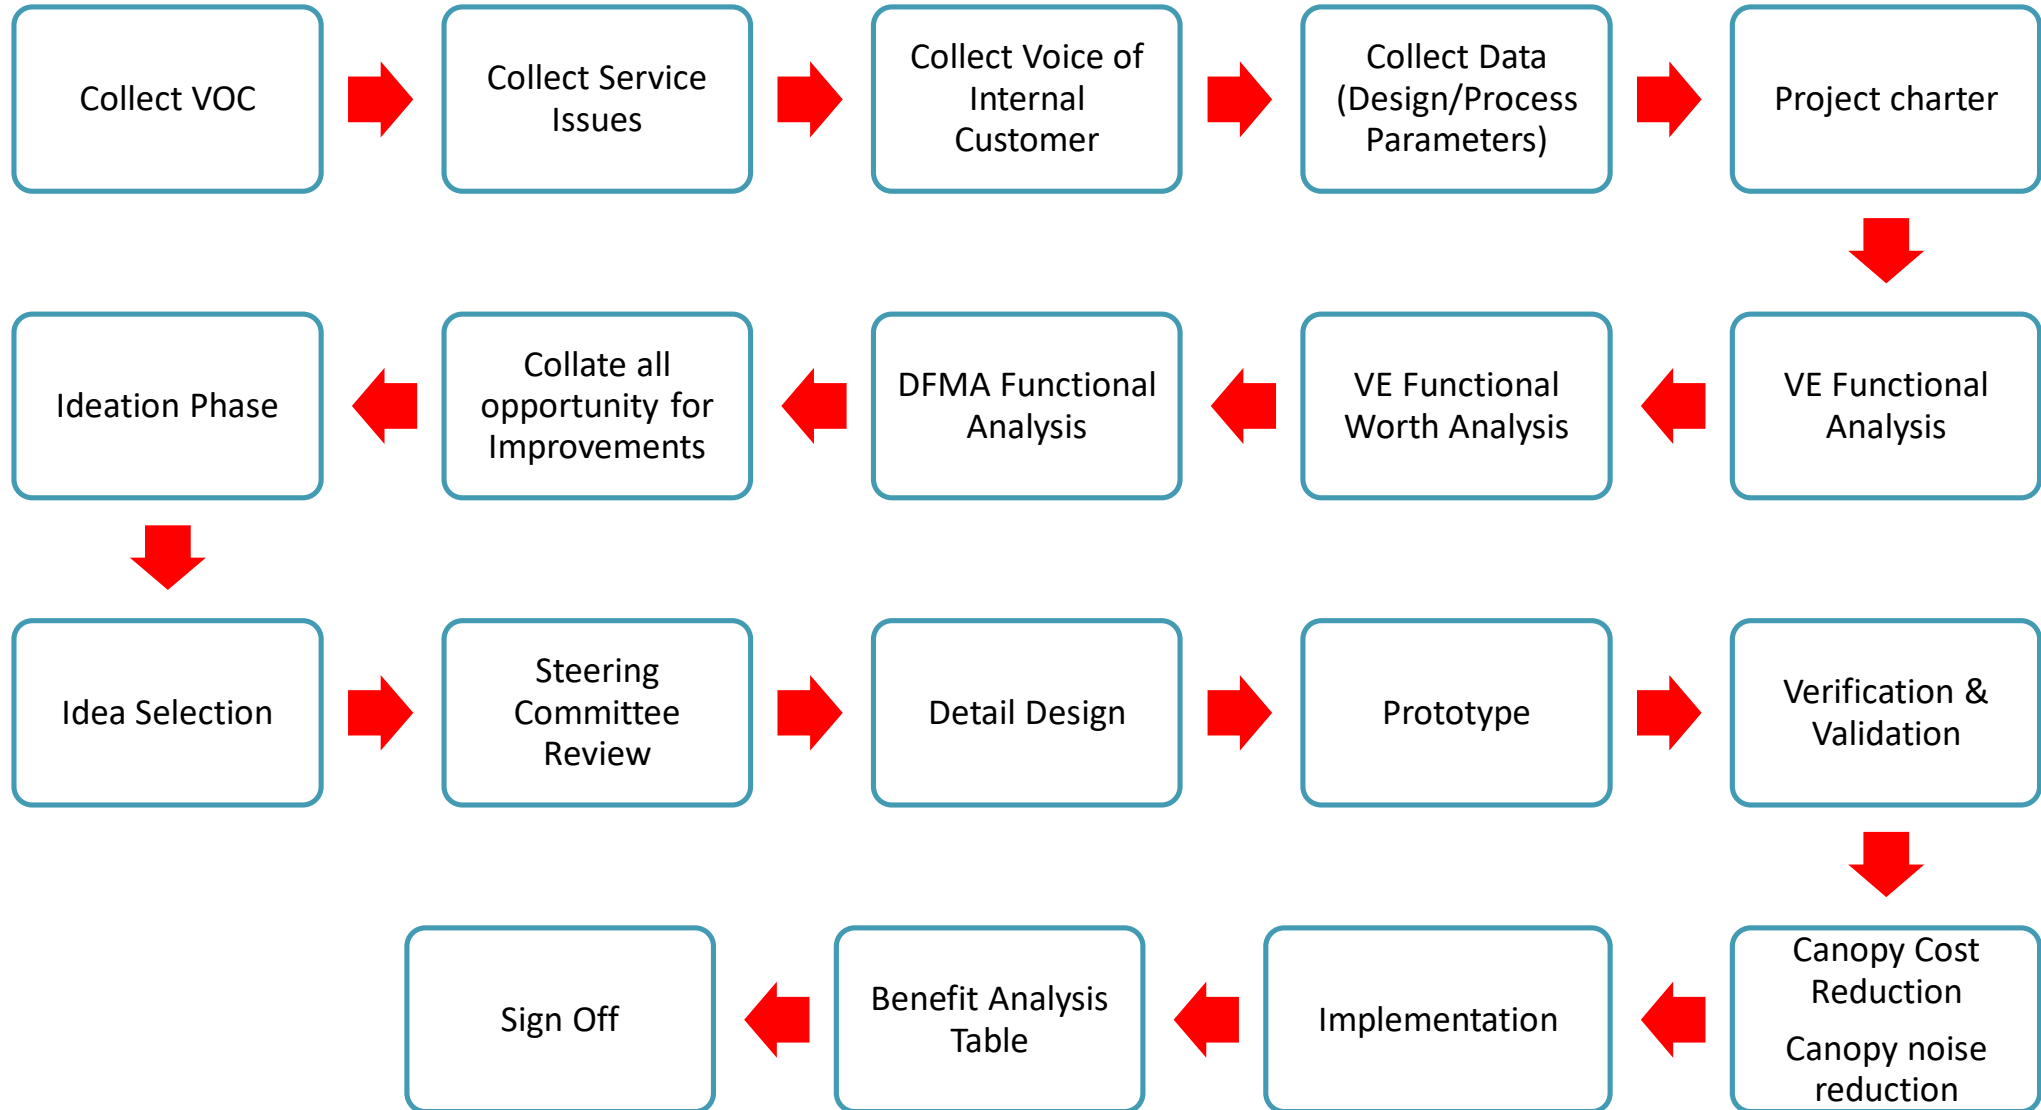 Collect VOC
Collect Service
Issues
Collect Voice of
Internal
Customer
Collect Data
(Design/Process
Parameters)
Project charter
VE Functional
Analysis
VE Functional
Worth Analysis
DFMA Functional
Analysis
Collate all
opportunity for
Improvements
Ideation Phase
Idea Selection
Steering
Committee
Review
Detail Design
Prototype
Verification &
Validation
Canopy Cost
Reduction
Canopy noise
reduction
Implementation
Benefit Analysis
Table
Sign Off